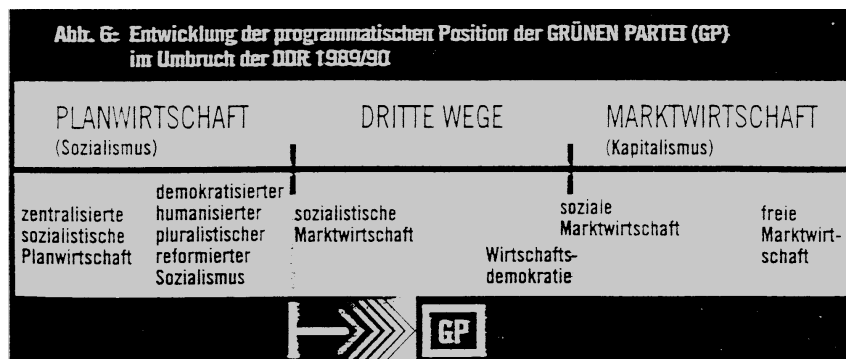 Abb. 6: Entwicklung der programmatischen Position der GRÜNEN PARTEI (GP)
im Umbruch der DDR 1989/90
PLANWIRTSCHAFT
(Sozialismus)
DRITTE WEGE
MARKTWIRTSCHAFT
(Kapitalismus)
zentralisierte
sozialistische
Planwirtschaft
demokratisierter
humanisierter
pluralistischer
reformierter
Sozialismus
sozialistische
Marktwirtschaft
Wirtschafts-
demokratie
soziale
Marktwirtschaft
freie
Marktwirt-
schaft
GP